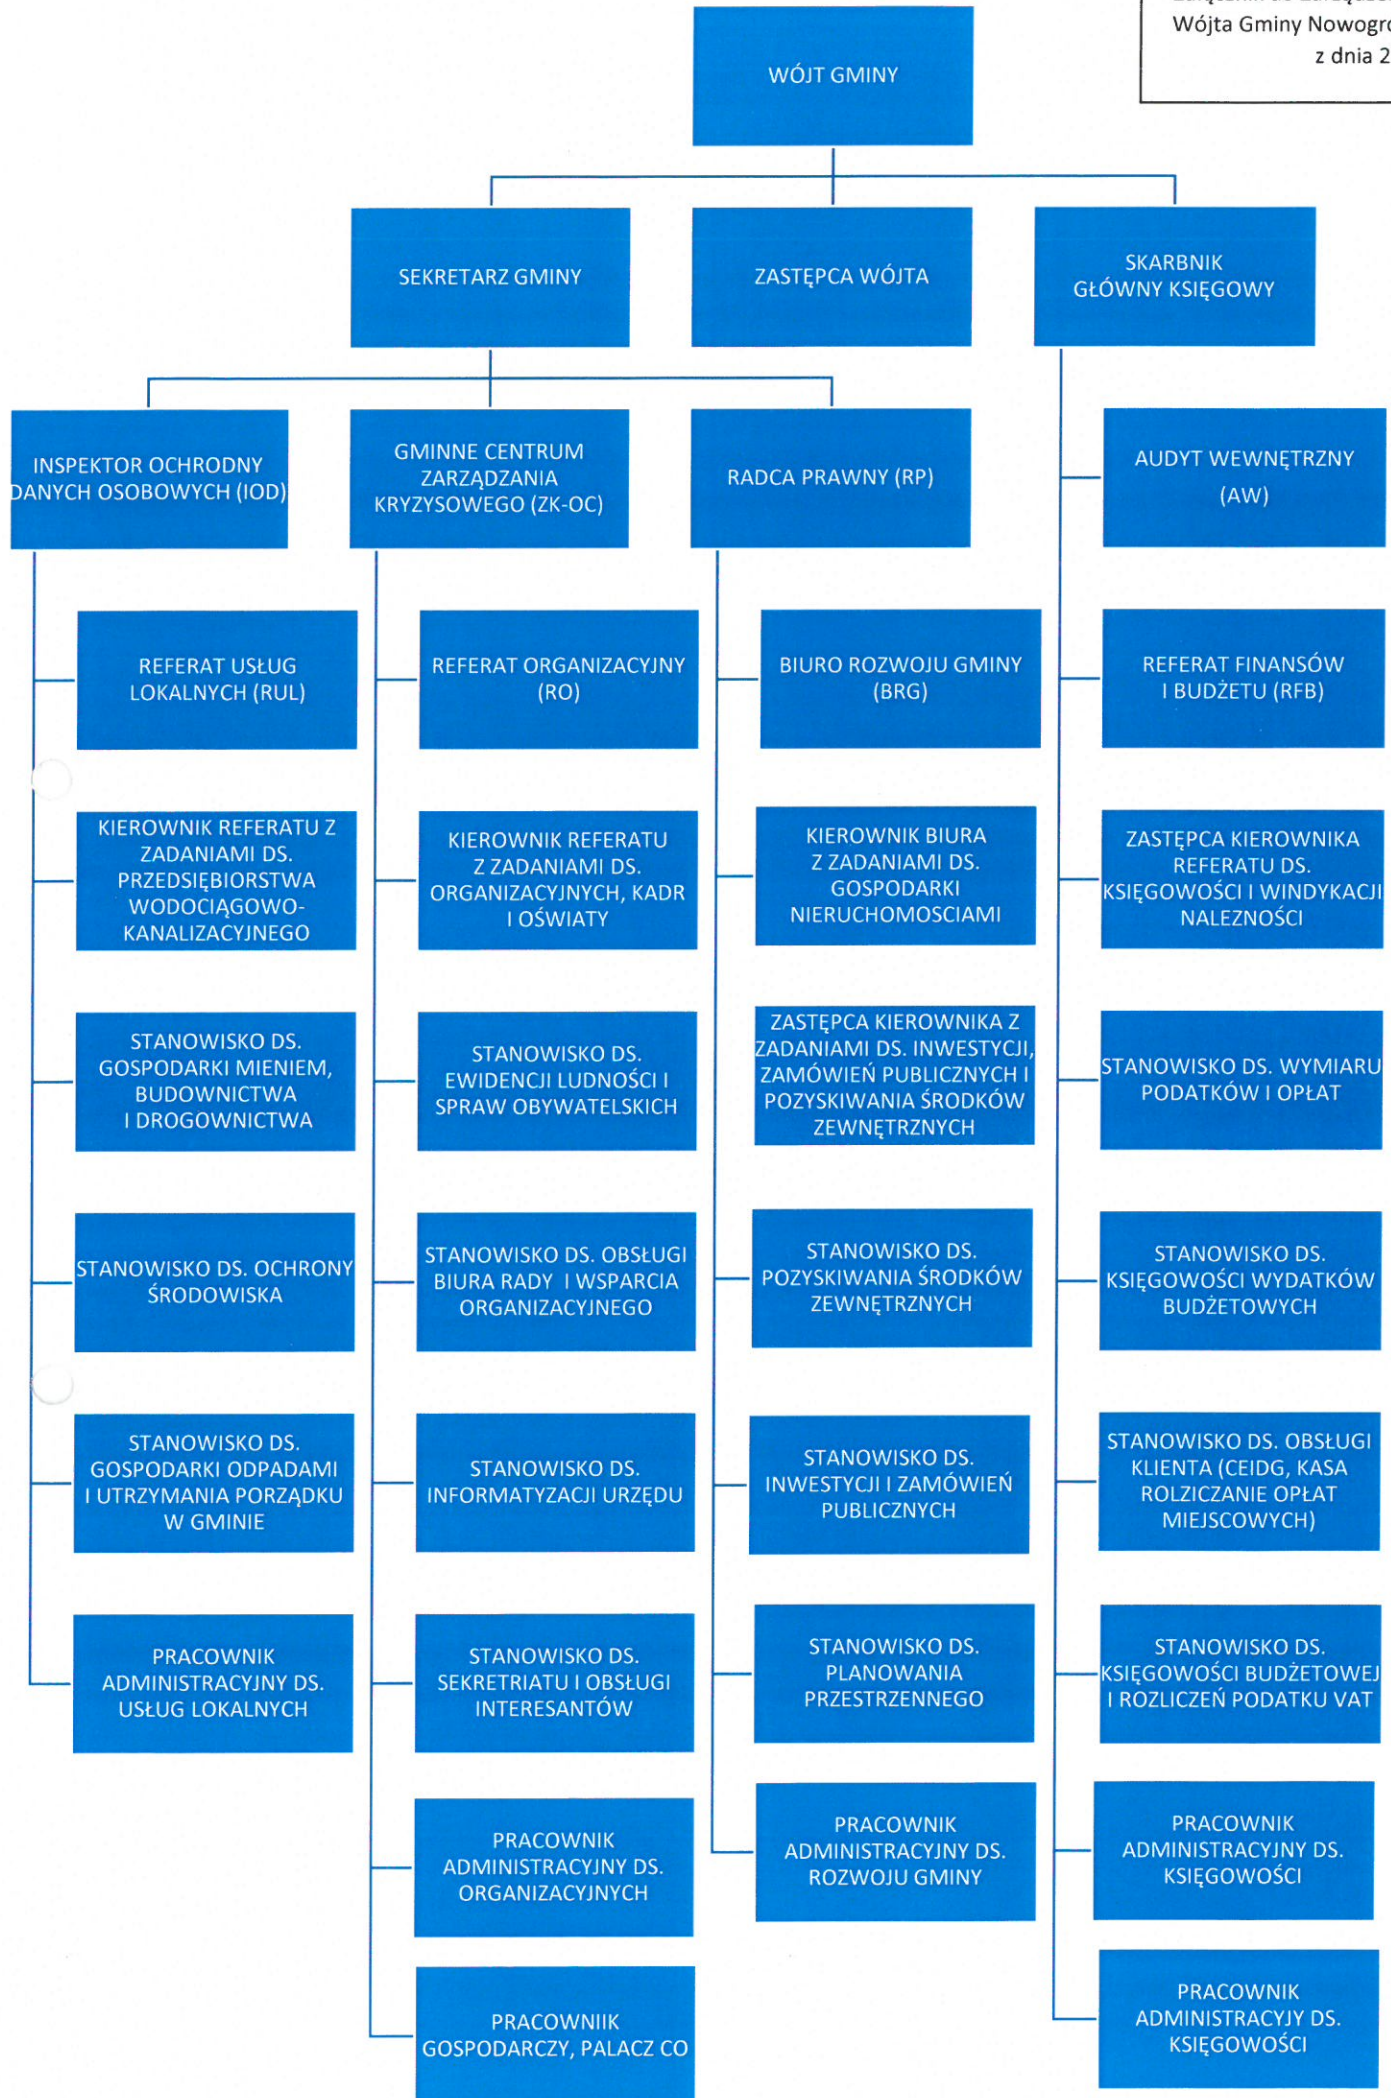 Wójta Gminy
z dnia 2
WÓJT GMINY
SEKRETARZ GMINY
ZASTĘPCA WÓJTA
SKARBNIK
GŁÓWNY KSIĘGOWY
INSPEKTOR OCHRODNY
DANYCH OSOBOWYCH (IOD)
GMINNE CENTRUM
ZARZĄDZANIA
KRYZYSOWEGO (ZK-OC)
RADCA PRAWNY (RP)
AUDYT WEWNĘTRZNY
(AW)
REFERAT USŁUG
LOKALNYCH (RUL)
REFERAT ORGANIZACYJNY
(RO)
BIURO ROZWOJU GMINY
(BRG)
REFERAT FINANSÓW
I BUDŻETU (RFB)
KIEROWNIK REFERATU Z
ZADANIAMI DS.
PRZEDSIĘBIORSTWA
WODOCIĄGOWO-
KANALIZACYJNEGO
KIEROWNIK REFERATU
Z ZADANIAMI DS.
ORGANIZACYJNYCH, KADR
I OŚWIATY
KIEROWNIK BIURA
Z ZADANIAMI DS.
GOSPODARKI
NIERUCHOMOSCIAMI
ZASTĘPCA KIEROWNIKA
REFERATU DS.
KSIĘGOWOŚCI I WINDYKACJI
NALEZNOŚCI
STANOWISKO DS.
GOSPODARKI MIENIEM,
BUDOWNICTWA
I DROGOWNICTWA
STANOWISKO DS.
EWIDENCJI LUDNOŚCI I
SPRAW OBYWATELSKICH
ZASTĘPCA KIEROWNIKA Z
ZADANIAMI DS. INWESTYCJI,
ZAMÓWIEŃ PUBLICZNYCH I
POZYSKIWANIA ŚRODKÓW
ZEWNĘTRZNYCH
STANOWISKO DS. WYMIARU
PODATKÓW I OPŁAT
STANOWISKO DS. OCHRONY
ŚRODOWISKA
STANOWISKO DS. OBSŁUGI
BIURA RADY I WSPARCIA
ORGANIZACYJNEGO
STANOWISKO DS.
POZYSKIWANIA ŚRODKÓW
ZEWNĘTRZNYCH
STANOWISKO DS.
KSIĘGOWOŚCI WYDATKÓW
BUDŻETOWYCH
STANOWISKO DS.
GOSPODARKI ODPADAMI
I UTRZYMANIA PORZĄDKU
W GMINIE
STANOWISKO DS.
INFORMATYZACJI URZĘDU
STANOWISKO DS.
INWESTYCJI I ZAMÓWIEŃ
PUBLICZNYCH
STANOWISKO DS. OBSŁUGI
KLIENTA (CEIDG, KASA
ROLZICZANIE OPŁAT
MIEJSCOWYCH)
PRACOWNIK
ADMINISTRACYJNY DS.
USŁUG LOKALNYCH
STANOWISKO DS.
SEKRETRIATU I OBSŁUGI
INTERESANTÓW
STANOWISKO DS.
PLANOWANIA
PRZESTRZENNEGO
STANOWISKO DS.
KSIĘGOWOŚCI BUDŻETOWEJ
I ROZLICZEŃ PODATKU VAT
PRACOWNIK
ADMINISTRACYJNY DS.
ORGANIZACYJNYCH
PRACOWNIK
ADMINISTRACYJNY DS.
ROZWOJU GMINY
PRACOWNIK
ADMINISTRACYJNY DS.
KSIĘGOWOŚCI
PRACOWNIIK
GOSPODARCZY, PALACZ CO
PRACOWNIK
ADMINISTRACYJY DS.
KSIĘGOWOŚCI